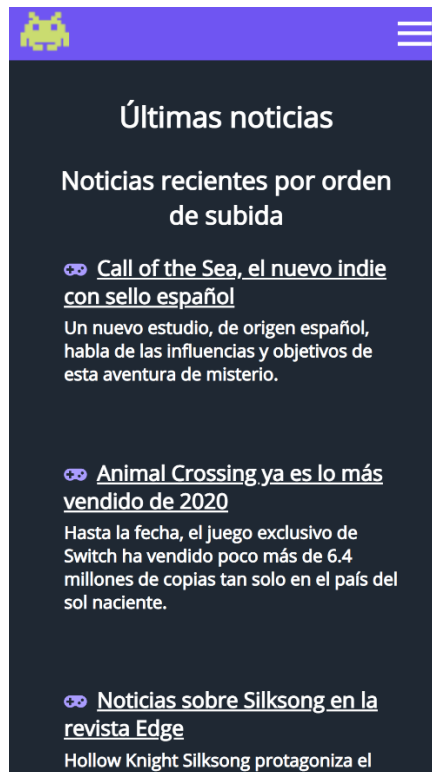 Últimas noticias
Noticias recientes por orden
de subida
Call of the Sea, el nuevo indie
con sello español
Un nuevo estudio, de origen español,
habla de las influencias y objetivos de
esta aventura de misterio.
Animal Crossing ya es lo más
vendido de 2020
Hasta la fecha, el juego exclusivo de
Switch ha vendido poco más de 6.4
millones de copias tan solo en el país del
sol naciente.
Noticias sobre Silksong en la
revista Edge
Hollow Knight Silksong protagoniza el